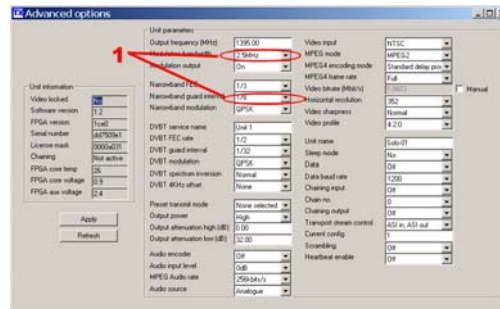 TX Advanced options
1
Unit information
Video locked No
Software version 1.2
FPGA version 1ce0
Serial number dd7509e1
License mask 0000a031
Chaining Not active
FPGA core temp 26
FPGA core voltage 0.9
FPGA aux voltage 2.4
Apply
Refresh
Unit parameters
Output frequency (MHz) 1395.00
Modulation bandwidth 2.5MHz
Modulation output On
Narrowband FEC 1/3
Narrowband guard interval 1/8
Narrowband modulation QPSK
DVBT service name Unit 1
DVBT FEC rate 1/2
DVBT guard interval 1/32
DVBT modulation QPSK
DVBT spectrum inversion Normal
DVBT 4KHz offset None
Preset transmit mode None selected
Output power High
Output attenuation high (dB) 0.00
Output attenuation low (dB) 32.00
Audio encoder Off
Audio input level 0dB
MPEG Audio rate 256kbits/s
Audio source Analogue
Video input NTSC
MPEG mode MPEG2
MPEG4 encoding mode Standard delay prox
MPEG4 frame rate Full
Video bitrate (Mbit/s) Manual
Horizontal resolution 352
Video sharpness Normal
Video profile 4:2:0
Unit name Solo-01
Sleep mode No
Data Off
Data baud rate 1200
Chaining input Off
Chain no. 0
Chaining output Off
Transport stream control ASI in, ASI out
Current config 1
Scrambling Off
Heartbeat enable Off